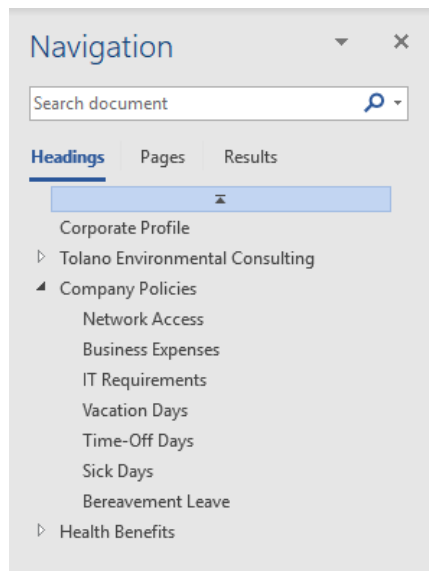 Navigation
Search document
Headings Pages Results
Corporate Profile
Tolano Environmental Consulting
Company Policies
Network Access
Business Expenses
IT Requirements
Vacation Days
Time-Off Days
Sick Days
Bereavement Leave
Health Benefits